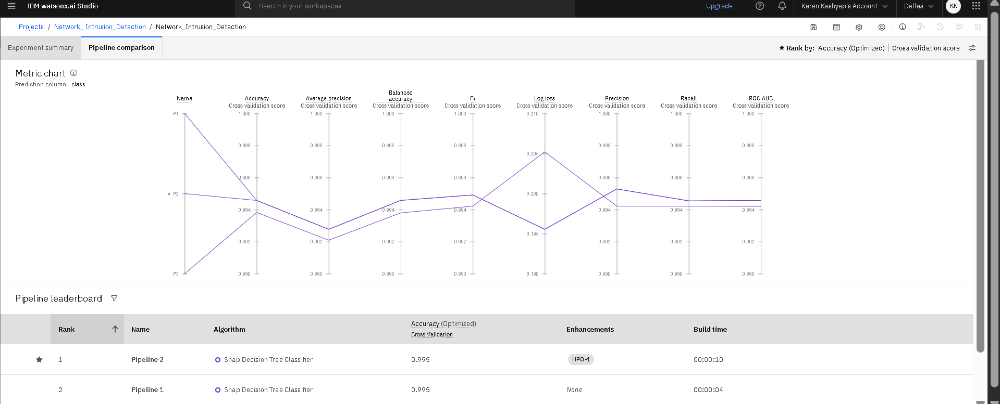 IBM watsonx.ai Studio
Search in your workspaces
Upgrade
Karan Kashyap's Account
Dallas
KK
Projects / Network_ Intrusion_Detection / Network_Intrusion_Detection
Experiment summary
Pipeline comparison
★ Rank by: Accuracy (Optimized) | Cross validation score
Metric chart
Prediction column: class
Name
Accuracy
Cross validation score
Average precision
Cross validation score
Balanced
accuracy
Cross validation score
F₁
Cross validation score
Log loss
Cross validation score
Precision
Cross validation score
Recall
Cross validation score
ROC AUC
Cross validation score
P1 1.000 1.000 1.000 1.000 0.210 1.000 1.000 1.000
0.998 0.998 0.998 0.998 0.998 0.998 0.998
0.205
0.996 0.996 0.996 0.996 0.996 0.996 0.996
★ P2 0.200
0.994 0.994 0.994 0.994 0.994 0.994 0.994
0.195
0.992 0.992 0.992 0.992 0.992 0.992 0.992
P3 0.990 0.990 0.990 0.990 0.190 0.990 0.990 0.990
Pipeline leaderboard
Rank Name Algorithm Accuracy (Optimized) Enhancements Build time
Cross Validation
★ 1 Pipeline 2 Snap Decision Tree Classifier 0.995 HPO-1 00:00:10
2 Pipeline 1 Snap Decision Tree Classifier 0.995 None 00:00:04